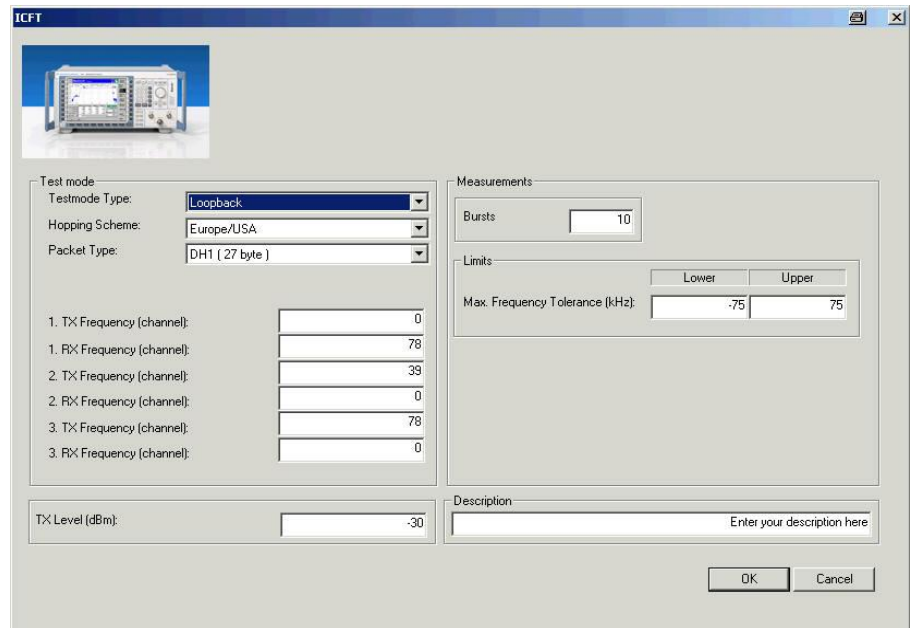 ICFT
Test mode
Testmode Type: Loopback
Hopping Scheme: Europe/USA
Packet Type: DH1 ( 27 byte )
1. TX Frequency (channel): 0
1. RX Frequency (channel): 78
2. TX Frequency (channel): 39
2. RX Frequency (channel): 0
3. TX Frequency (channel): 78
3. RX Frequency (channel): 0
TX Level (dBm): -30
Measurements
Bursts 10
Limits
Lower Upper
Max. Frequency Tolerance (kHz): -75 75
Description
Enter your description here
OK Cancel